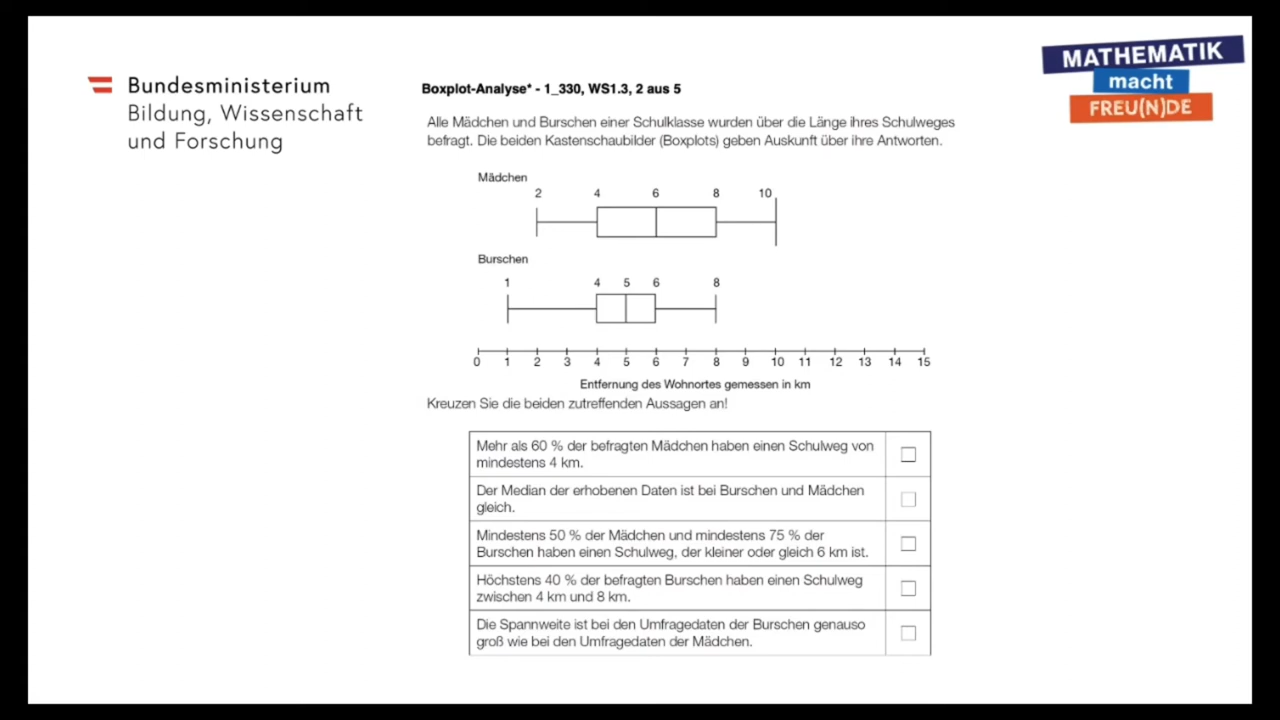 Bundesministerium
Bildung, Wissenschaft
und Forschung
MATHEMATIK
macht
FREU(N)DE
Boxplot-Analyse* - 1_330, WS1.3, 2 aus 5
Alle Mädchen und Burschen einer Schulklasse wurden über die Länge ihres Schulweges
befragt. Die beiden Kastenschaubilder (Boxplots) geben Auskunft über ihre Antworten.
Mädchen
2 4 6 8 10
Burschen
1 4 5 6 8
0 1 2 3 4 5 6 7 8 9 10 11 12 13 14 15
Entfernung des Wohnortes gemessen in km
Kreuzen Sie die beiden zutreffenden Aussagen an!
Mehr als 60 % der befragten Mädchen haben einen Schulweg von
mindestens 4 km.
Der Median der erhobenen Daten ist bei Burschen und Mädchen
gleich.
Mindestens 50 % der Mädchen und mindestens 75 % der
Burschen haben einen Schulweg, der kleiner oder gleich 6 km ist.
Höchstens 40 % der befragten Burschen haben einen Schulweg
zwischen 4 km und 8 km.
Die Spannweite ist bei den Umfragedaten der Burschen genauso
groß wie bei den Umfragedaten der Mädchen.